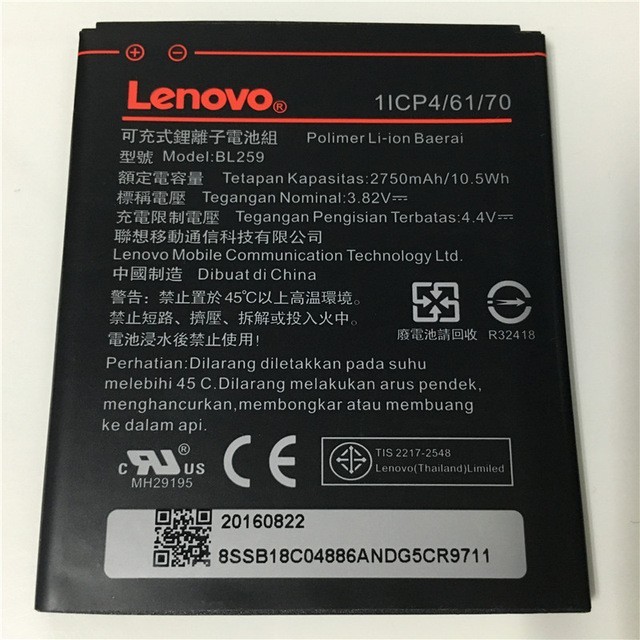 Lenovo®
1ICP4/61/70
可充式鋰離子電池組 Polimer Li-ion Baerai
型號 Model:BL259
額定電容量 Tetapan Kapasitas:2750mAh/10.5Wh
標稱電壓 Tegangan Nominal:3.82V⎓
充電限制電壓 Tegangan Pengisian Terbatas:4.4V⎓
聯想移動通信科技有限公司
Lenovo Mobile Communication Technology Ltd.
中國制造 Dibuat di China
警告：禁止置於45℃以上高温環境。
禁止短路、擠壓、拆解或投入火中。
電池浸水後禁止使用！
廢電池請回收
R32418
Perhatian:Dilarang diletakkan pada suhu
melebihi 45 C.Dilarang melakukan arus pendek,
menghancurkan,membongkar atau membuang
ke dalam api.
c RU ® US
MH29195
CE
TIS 2217-2548
Lenovo(Thailand)Limited
20160822
8SSB18C04886ANDG5CR9711